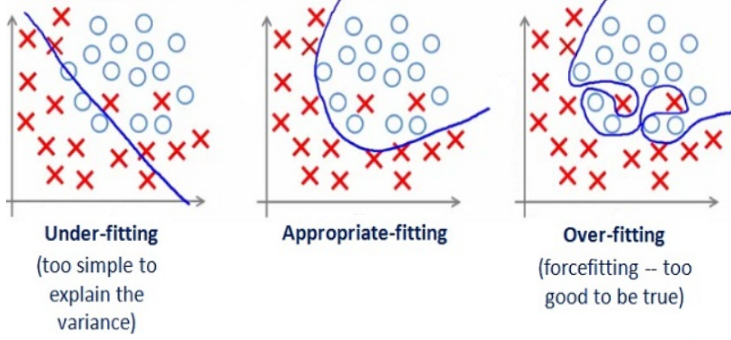 Under-fitting
(too simple to
explain the
variance)
Appropriate-fitting
Over-fitting
(forcefitting -- too
good to be true)